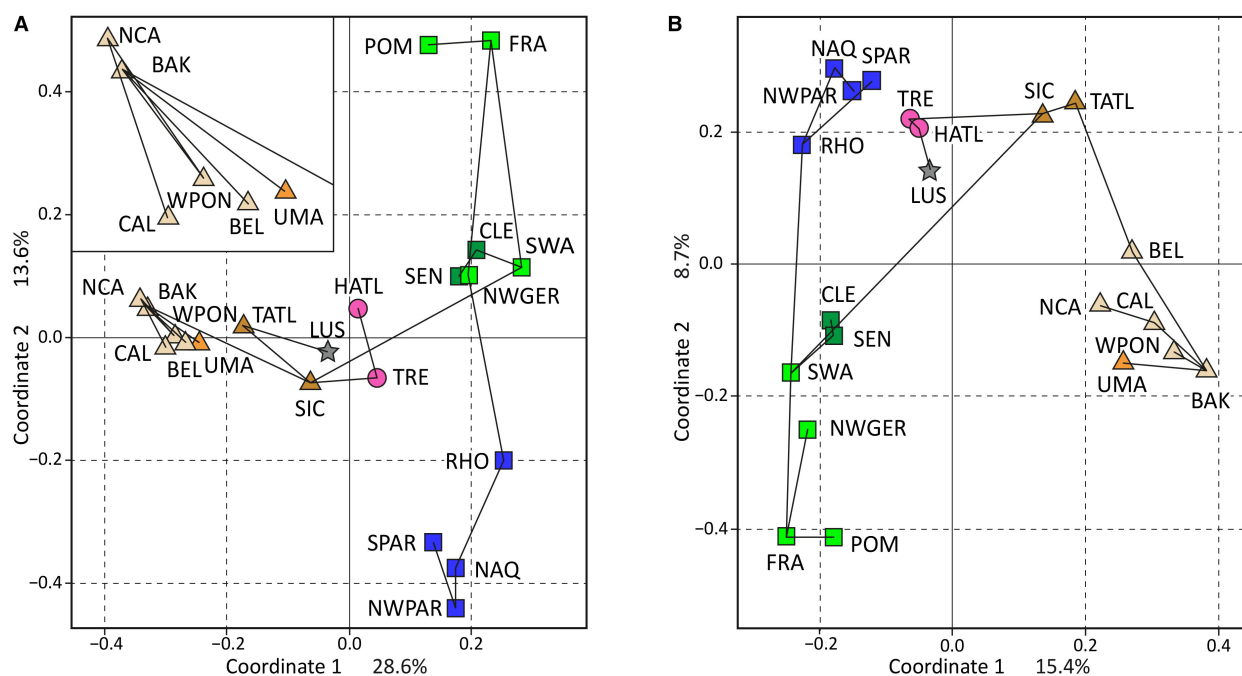 A
NCA
BAK
WPON
CAL
BEL
UMA
POM
FRA
CLE
SWA
SEN
NWGER
HATL
NCA
BAK
WPON
TATL
LUS
CAL
BEL
UMA
TRE
SIC
RHO
SPAR
NAQ
NWPAR
0.4
0.2
0.0
−0.2
−0.4
Coordinate 2 13.6%
−0.4 −0.2 0.0 0.2
Coordinate 1 28.6%
B
NAQ
SPAR
NWPAR
TRE
HATL
RHO
LUS
SIC
TATL
BEL
NCA
CAL
CLE
SEN
WPON
SWA
UMA
BAK
NWGER
FRA
POM
0.2
0.0
−0.2
−0.4
Coordinate 2 8.7%
−0.2 0.0 0.2 0.4
Coordinate 1 15.4%